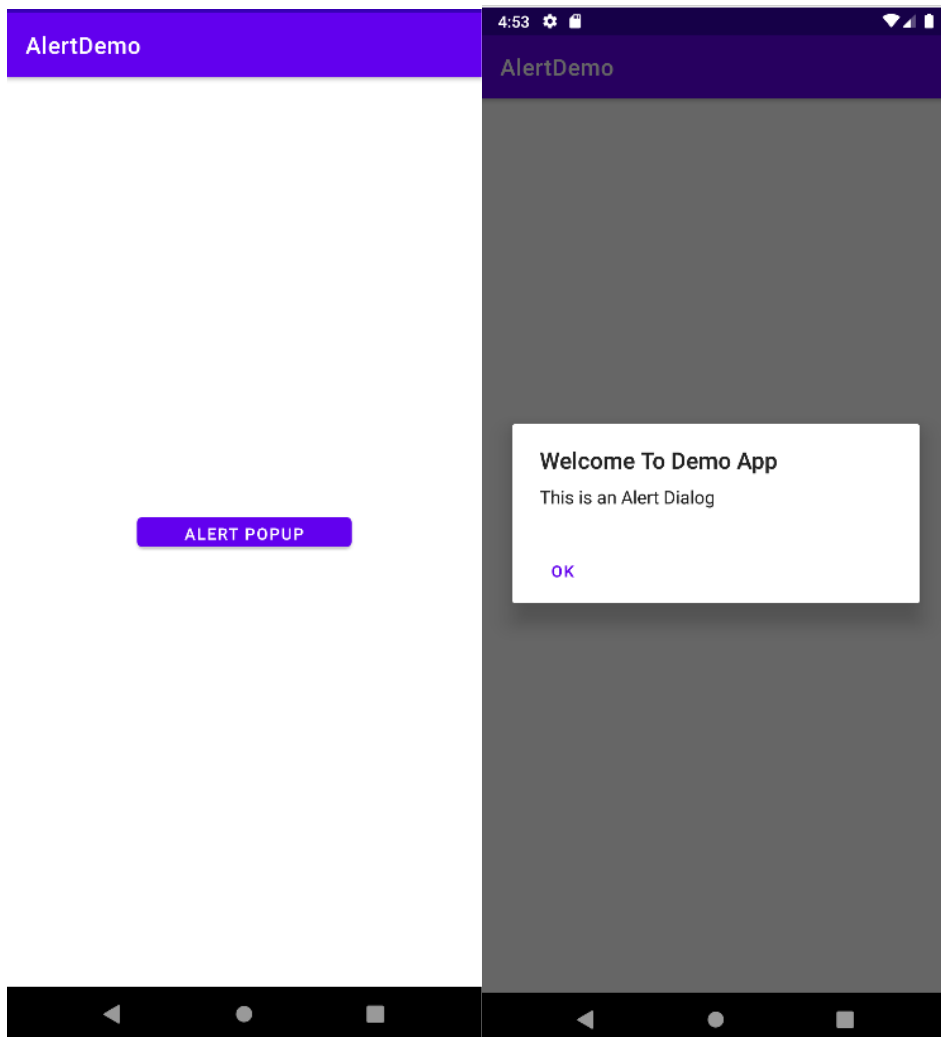 AlertDemo
ALERT POPUP
4:53
AlertDemo
Welcome To Demo App
This is an Alert Dialog
OK